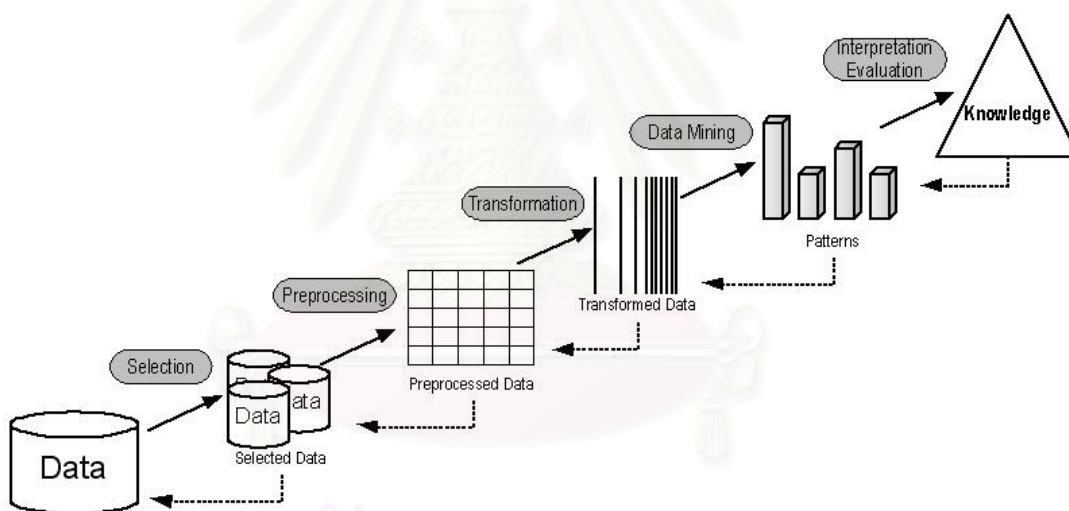 Interpretation
Evaluation
Knowledge
Data Mining
Patterns
Transformation
Transformed Data
Preprocessing
Preprocessed Data
Selection
Data
ata
Selected Data
Data